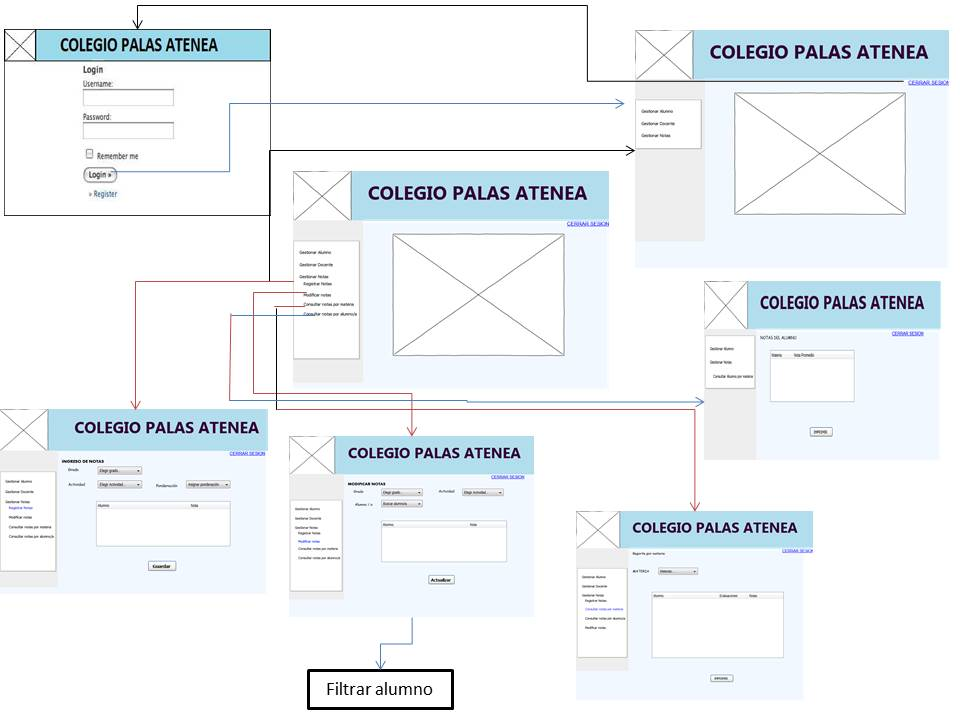 COLEGIO PALAS ATENEA
Login
Username:
Password:
Remember me
Login »
» Register
COLEGIO PALAS ATENEA
CERRAR SESION
Gestionar Alumno
Gestionar Docente
Gestionar Notas
COLEGIO PALAS ATENEA
CERRAR SESION
Gestionar Alumno
Gestionar Docente
Gestionar Notas
Registrar Notas
Modificar notas
Consultar notas por materia
Consultar notas por alumno/a
COLEGIO PALAS ATENEA
CERRAR SESION
NOTAS DEL ALUMNO
Gestionar Alumno
Gestionar Notas
Consultar Alumno por materia
Materia Nota Promedio
IMPRIMIR
COLEGIO PALAS ATENEA
CERRAR SESION
INGRESO DE NOTAS
Grado Elegir grado...
Actividad Elegir Actividad... Ponderación Asignar ponderación
Gestionar Alumno
Gestionar Docente
Gestionar Notas
Registrar Notas
Modificar notas
Consultar notas por materia
Consultar notas por alumno/a
Alumno Nota
Guardar
COLEGIO PALAS ATENEA
CERRAR SESION
MODIFICAR NOTAS
Grado Elegir grado... Actividad Elegir Actividad...
Alumno / a Buscar alumno/a
Gestionar Alumno
Gestionar Docente
Gestionar Notas
Registrar Notas
Modificar notas
Consultar notas por materia
Consultar notas por alumno/a
Alumno Nota
Actualizar
COLEGIO PALAS ATENEA
CERRAR SESION
Reporte por materia
MATERIA Materias...
Gestionar Alumno
Gestionar Docente
Gestionar Notas
Registrar Notas
Consultar notas por materia
Consultar notas por alumno/a
Modificar notas
Alumno Evaluaciones Notas
IMPRIMIR
Filtrar alumno